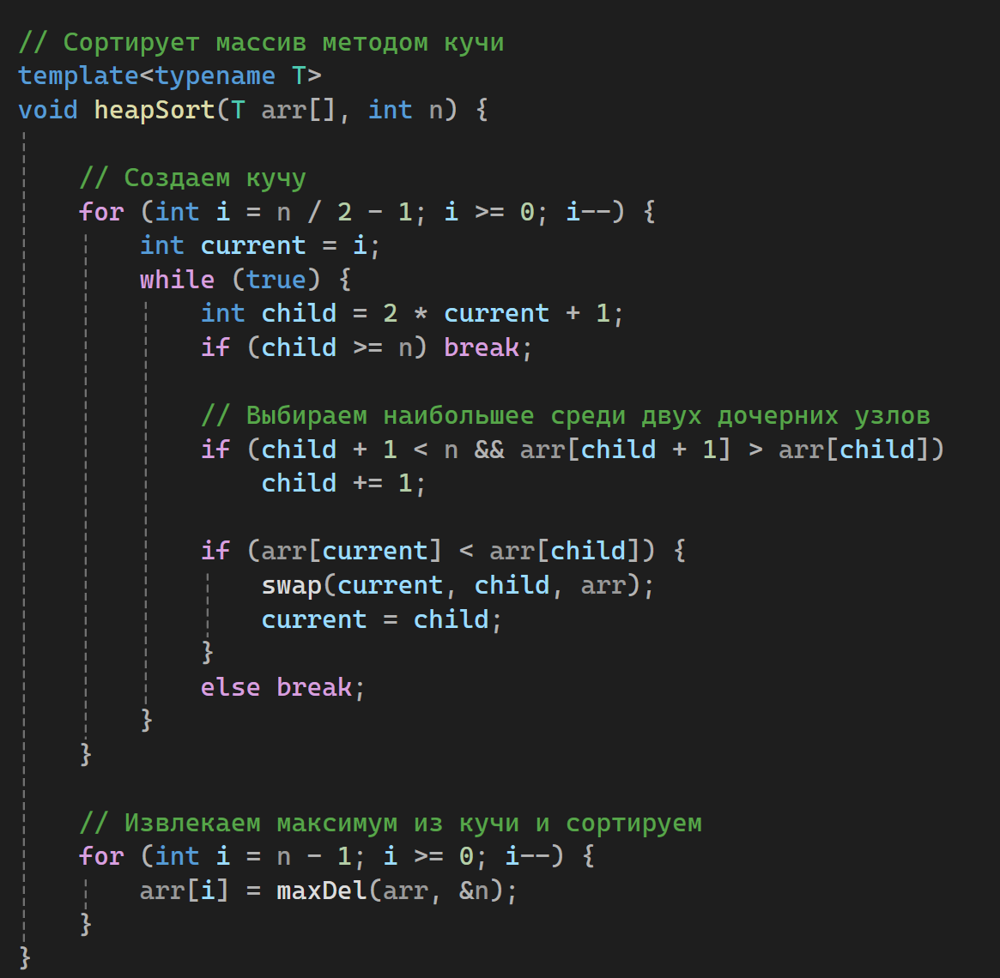 // Сортирует массив методом кучи
template<typename T>
void heapSort(T arr[], int n) {
// Создаем кучу
for (int i = n / 2 - 1; i >= 0; i--) {
int current = i;
while (true) {
int child = 2 * current + 1;
if (child >= n) break;
// Выбираем наибольшее среди двух дочерних узлов
if (child + 1 < n && arr[child + 1] > arr[child])
child += 1;
if (arr[current] < arr[child]) {
swap(current, child, arr);
current = child;
}
else break;
}
}
// Извлекаем максимум из кучи и сортируем
for (int i = n - 1; i >= 0; i--) {
arr[i] = maxDel(arr, &n);
}
}